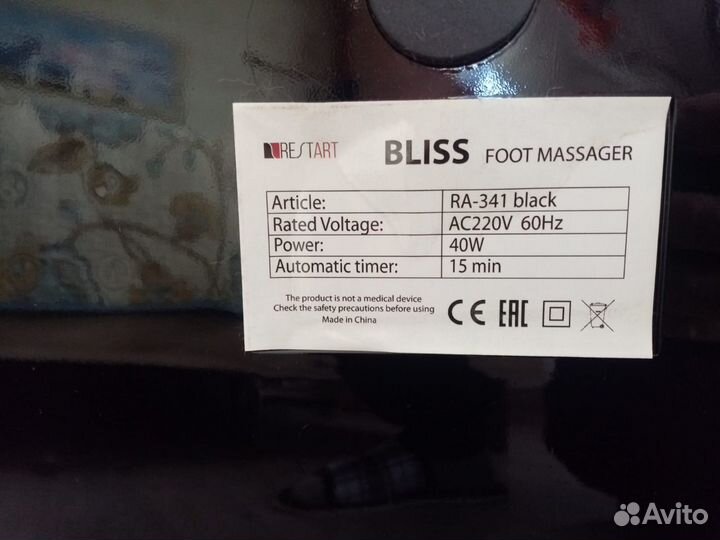 RESTART BLISS FOOT MASSAGER
Article: RA-341 black
Rated Voltage: AC220V 60Hz
Power: 40W
Automatic timer: 15 min
The product is not a medical device
Check the safety precautions before using
Made in China
CE EAC
Avito